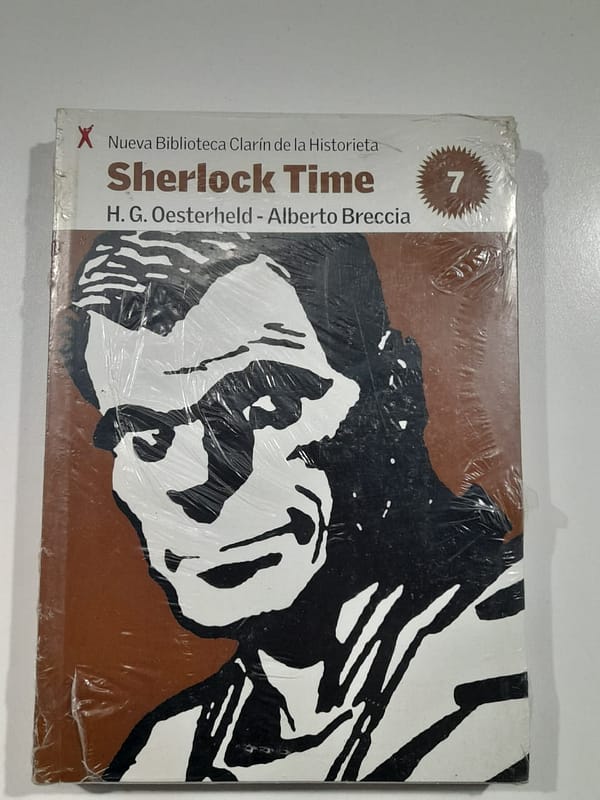 Nueva Biblioteca Clarín de la Historieta
Sherlock Time
7
H. G. Oesterheld - Alberto Breccia